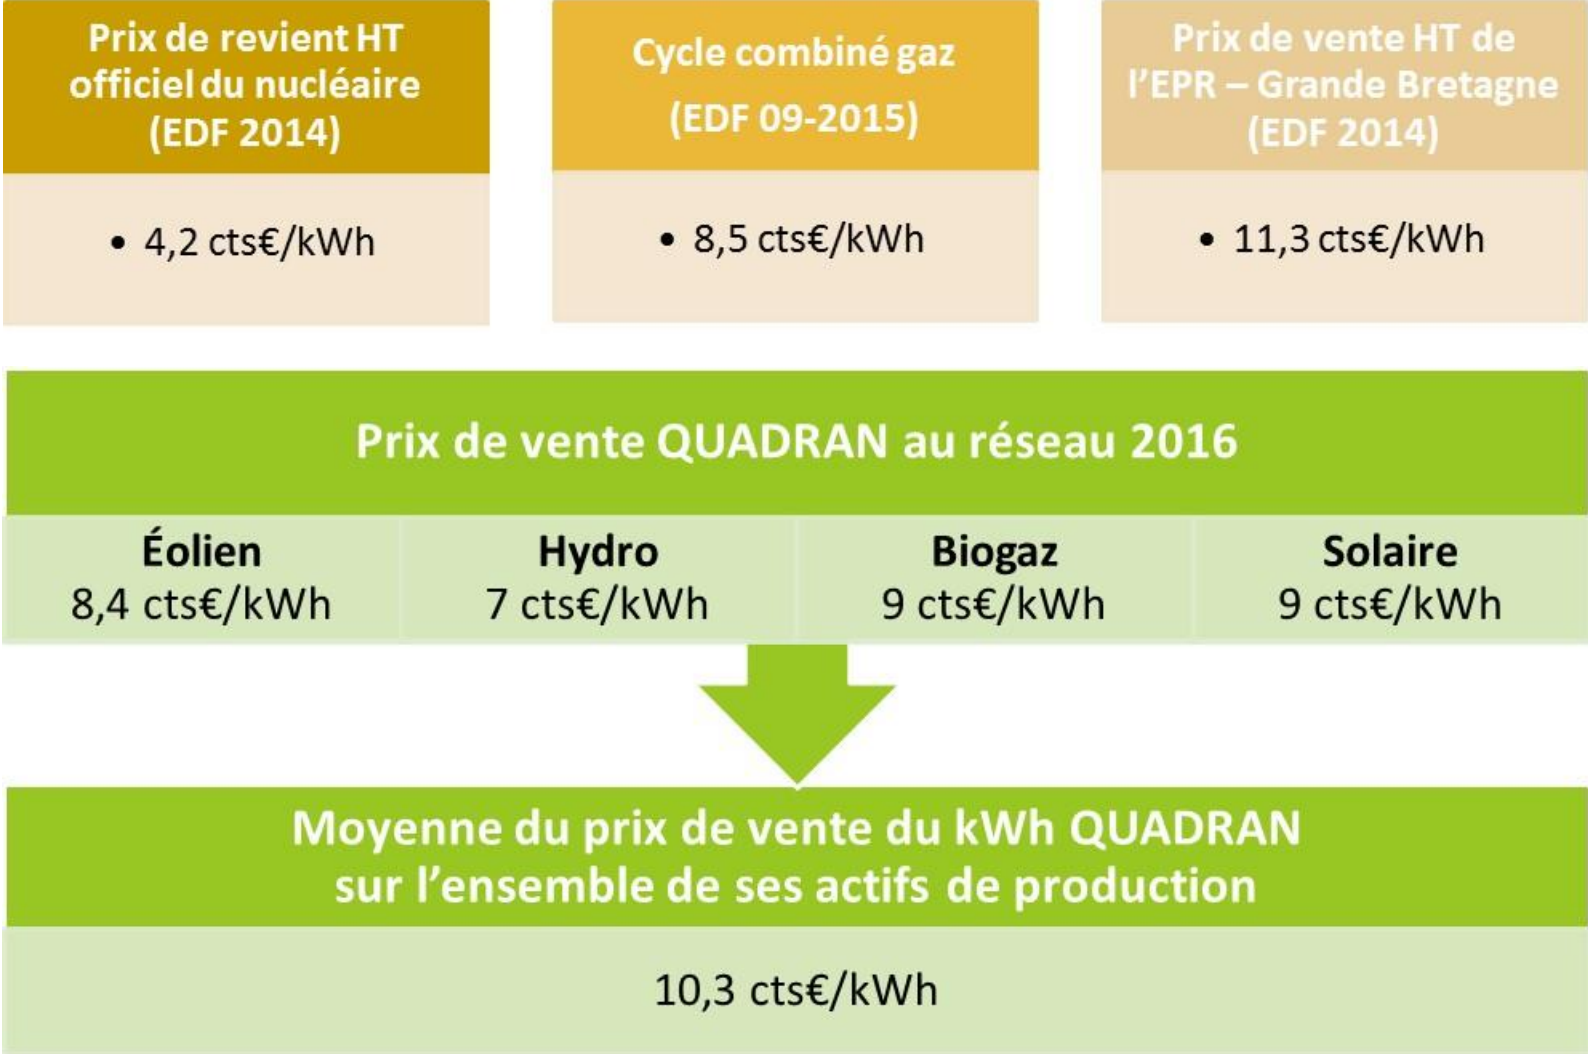 Prix de revient HT
officiel du nucléaire
(EDF 2014)
• 4,2 cts€/kWh
Cycle combiné gaz
(EDF 09-2015)
• 8,5 cts€/kWh
Prix de vente HT de
l'EPR – Grande Bretagne
(EDF 2014)
• 11,3 cts€/kWh
Prix de vente QUADRAN au réseau 2016
Éolien
8,4 cts€/kWh
Hydro
7 cts€/kWh
Biogaz
9 cts€/kWh
Solaire
9 cts€/kWh
Moyenne du prix de vente du kWh QUADRAN
sur l'ensemble de ses actifs de production
10,3 cts€/kWh